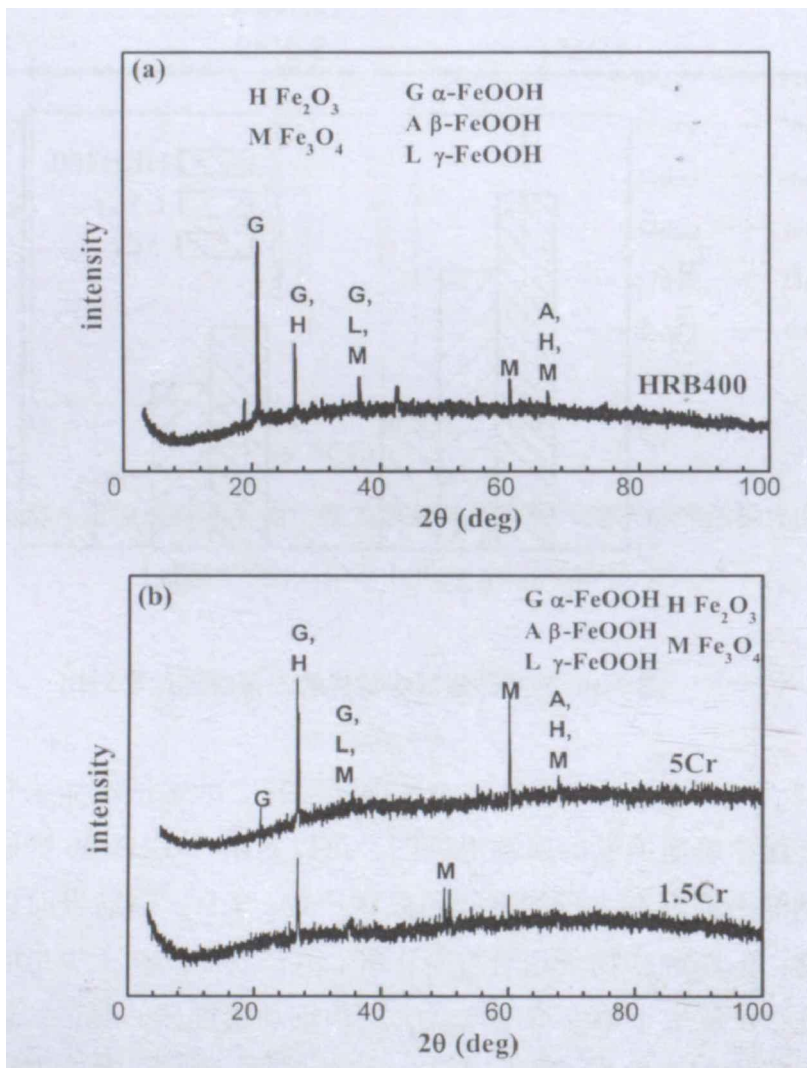 (a)
H Fe₂O₃ G α-FeOOH
M Fe₃O₄ A β-FeOOH
L γ-FeOOH
intensity
G
G,
H
G,
L,
M
M
A,
H,
M
HRB400
0 20 40 60 80 100
2θ (deg)
(b)
G α-FeOOH H Fe₂O₃
A β-FeOOH M Fe₃O₄
L γ-FeOOH
intensity
G
G,
H
G,
L,
M
M
A,
H,
M
5Cr
M
1.5Cr
0 20 40 60 80 100
2θ (deg)